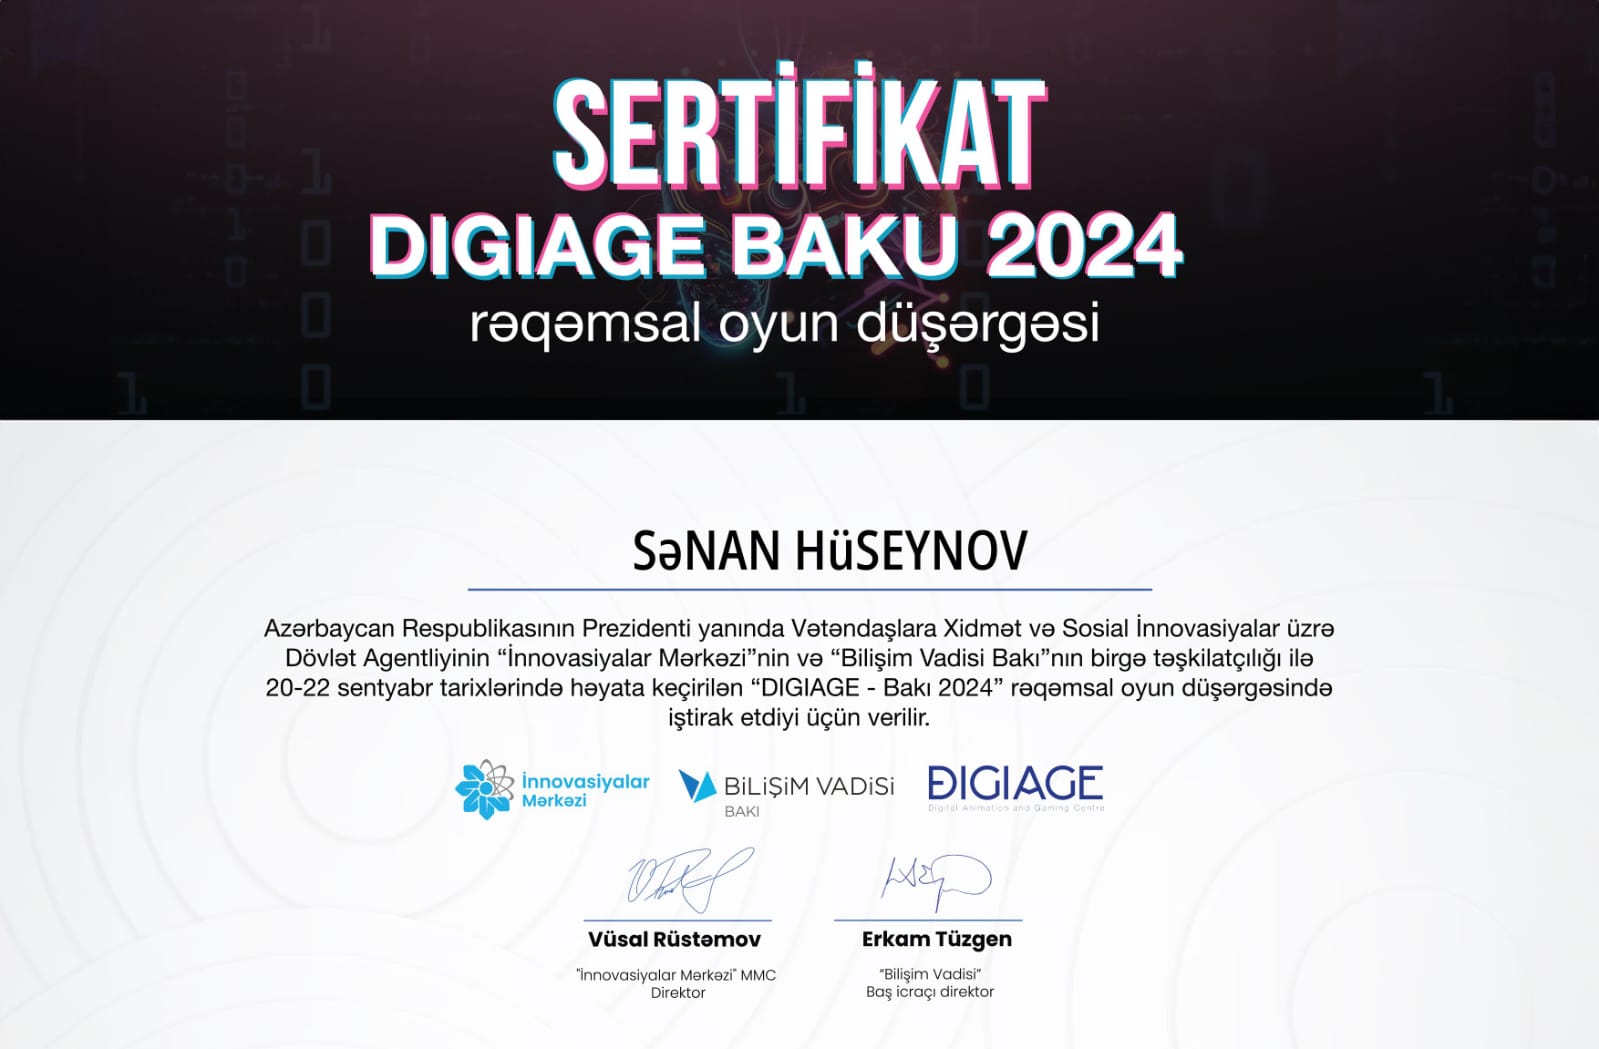 SERTİFİKAT
DIGIAGE BAKU 2024
rəqəmsal oyun düşərgəsi
SəNAN HüSEYNOV
Azərbaycan Respublikasının Prezidenti yanında Vətəndaşlara Xidmət və Sosial İnnovasiyalar üzrə
Dövlət Agentliyinin “İnnovasiyalar Mərkəzi”nin və “Bilişim Vadisi Bakı”nın birgə təşkilatçılığı ilə
20-22 sentyabr tarixlərində həyata keçirilən “DIGIAGE - Bakı 2024” rəqəmsal oyun düşərgəsində
iştirak etdiyi üçün verilir.
İnnovasiyalar
Mərkəzi
BiLiŞiM VADiSi
BAKI
DIGIAGE
Digital Animation and Gaming Centre
Vüsal Rüstəmov
"İnnovasiyalar Mərkəzi" MMC
Direktor
Erkam Tüzgen
“Bilişim Vadisi”
Baş icraçı direktor